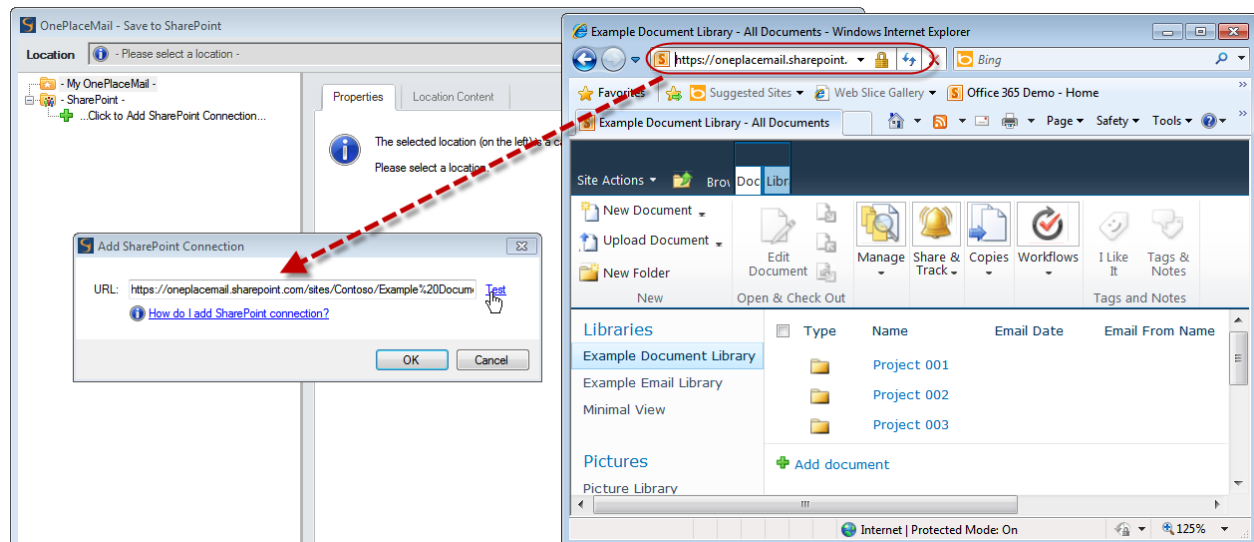 OnePlaceMail - Save to SharePoint
Location - Please select a location -
- My OnePlaceMail -
- SharePoint -
...Click to Add SharePoint Connection...
Properties Location Content
The selected location (on the left) is a
Please select a location.
Add SharePoint Connection
URL: https://oneplacemail.sharepoint.com/sites/Contoso/Example%20Docum Test
How do I add SharePoint connection?
OK Cancel
Example Document Library - All Documents - Windows Internet Explorer
https://oneplacemail.sharepoint. Bing
Favorites Suggested Sites Web Slice Gallery Office 365 Demo - Home
Example Document Library - All Documents Page Safety Tools
Site Actions Brow Doc Libr
New Document
Upload Document
New Folder
New
Edit
Document
Open & Check Out
Manage
Share &
Track
Copies
Workflows
I Like
It
Tags &
Notes
Tags and Notes
Libraries
Example Document Library
Example Email Library
Minimal View
Pictures
Picture Library
Type Name Email Date Email From Name
Project 001
Project 002
Project 003
Add document
Internet | Protected Mode: On 125%